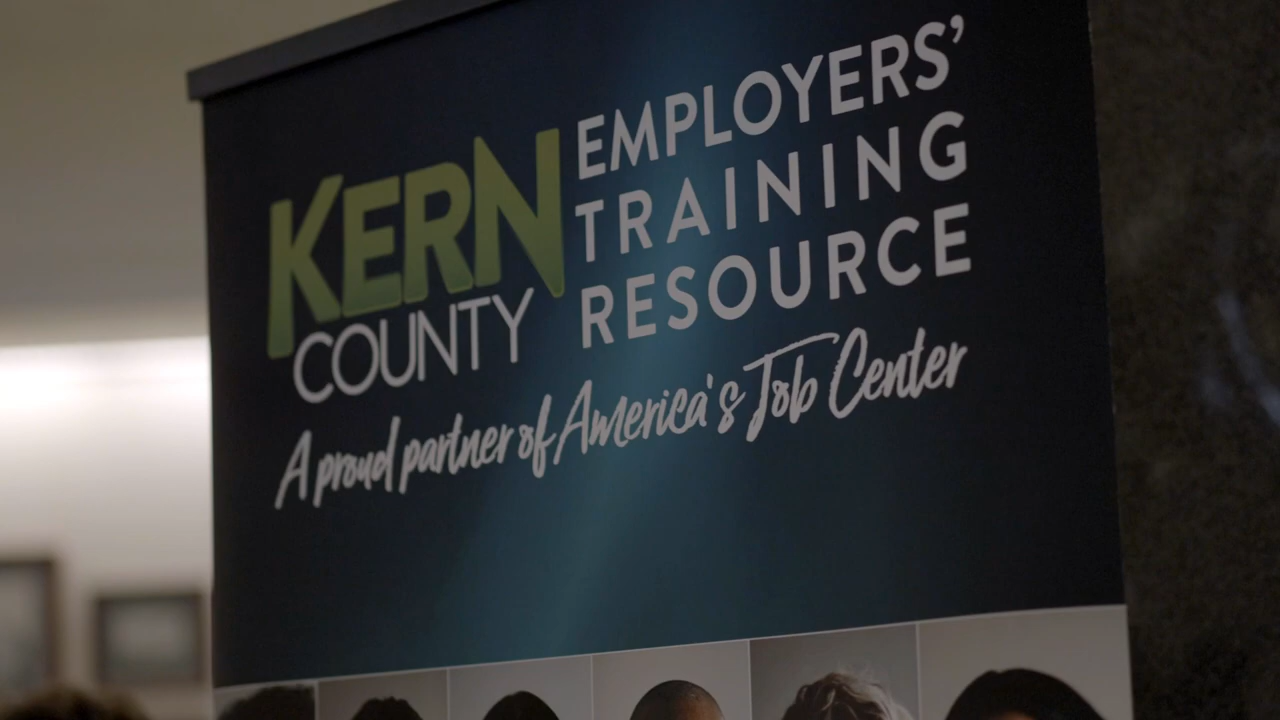 KERN
COUNTY
EMPLOYERS'
TRAINING
RESOURCE
A proud partner of America's Job Center